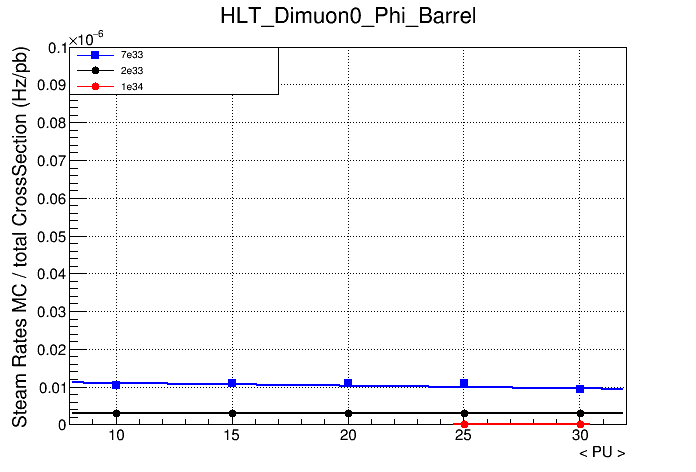 HLT_Dimuon0_Phi_Barrel
×10⁻⁶
0.1
0.09
0.08
0.07
0.06
0.05
0.04
0.03
0.02
0.01
0
7e33
2e33
1e34
Steam Rates MC / total CrossSection (Hz/pb)
10 15 20 25 30
< PU >